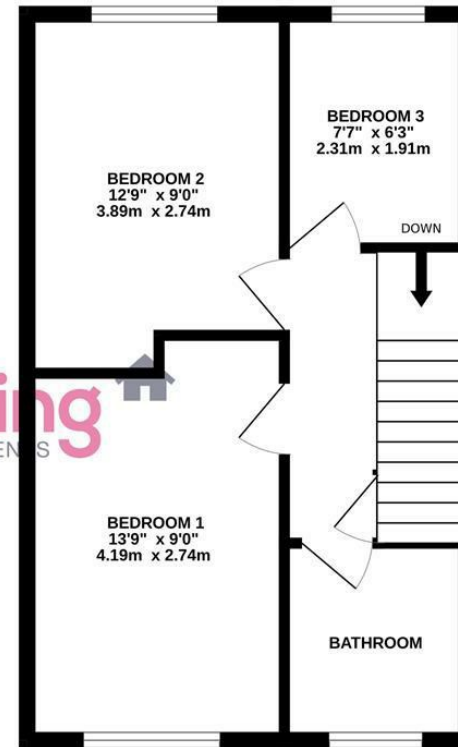 BEDROOM 2
12'9" x 9'0"
3.89m x 2.74m
BEDROOM 3
7'7" x 6'3"
2.31m x 1.91m
DOWN
BEDROOM 1
13'9" x 9'0"
4.19m x 2.74m
BATHROOM